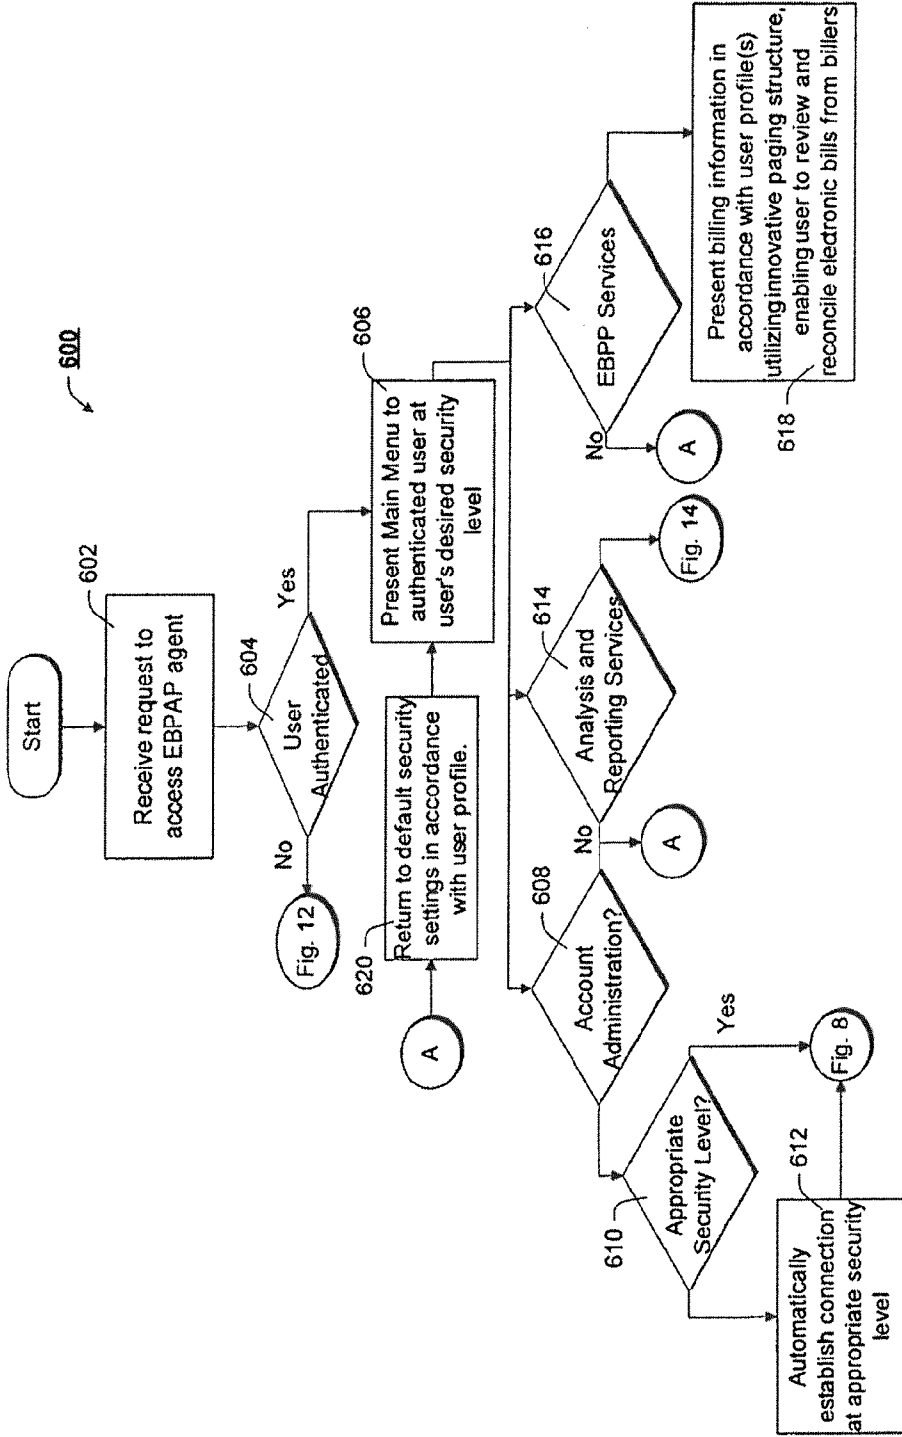 600
Start
602
Receive request to
access EBPAP agent
604
User
Authenticated
No
Yes
Fig. 12
606
Present Main Menu to
authenticated user at
user's desired security
level
620
Return to default security
settings in accordance
with user profile.
A
608
Account
Administration?
No
A
614
Analysis and
Reporting Services
Fig. 14
616
EBPP Services
No
A
610
Appropriate
Security Level?
Yes
Fig. 8
612
Automatically
establish connection
at appropriate security
level
618
Present billing information in
accordance with user profile(s)
utilizing innovative paging structure,
enabling user to review and
reconcile electronic bills from billers